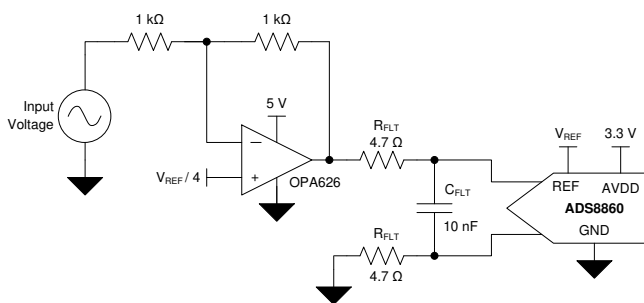 1 kΩ
1 kΩ
Input
Voltage
5 V
−
+
V_REF / 4
OPA626
R_FLT
4.7 Ω
C_FLT
10 nF
R_FLT
4.7 Ω
V_REF
3.3 V
REF
AVDD
ADS8860
GND